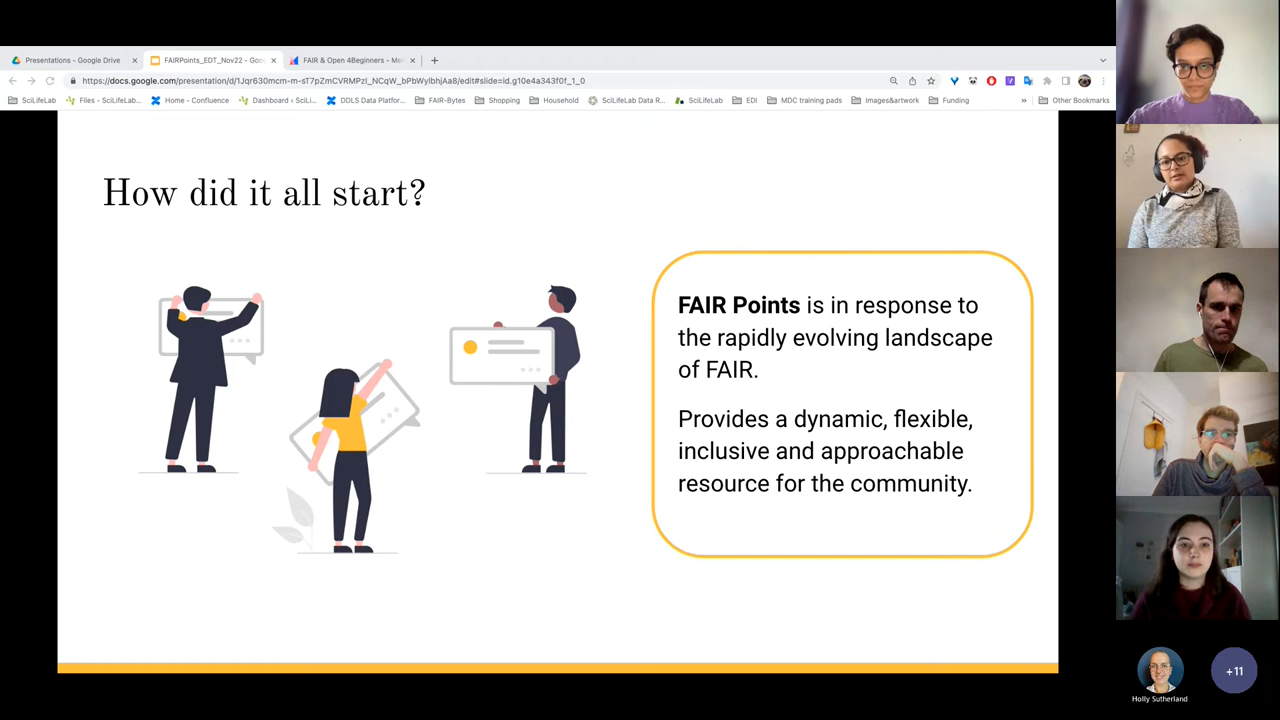 Presentations - Google Drive
FAIRPoints_EDT_Nov22 - Goo
FAIR & Open 4Beginners - Me
https://docs.google.com/presentation/d/1Jqr630mcm-m-sT7pZmCVRMPzI_NCqW_bPbWylbhjAa8/edit#slide=id.g10e4a343f0f_1_0
SciLifeLab
Files - SciLifeLab...
Home - Confluence
Dashboard ‹ SciLi...
DDLS Data Platfor...
FAIR-Bytes
Shopping
Household
SciLifeLab Data R...
SciLifeLab
EDI
MDC training pads
Images&artwork
Funding
»
Other Bookmarks
How did it all start?
FAIR Points is in response to
the rapidly evolving landscape
of FAIR.
Provides a dynamic, flexible,
inclusive and approachable
resource for the community.
Holly Sutherland
+11